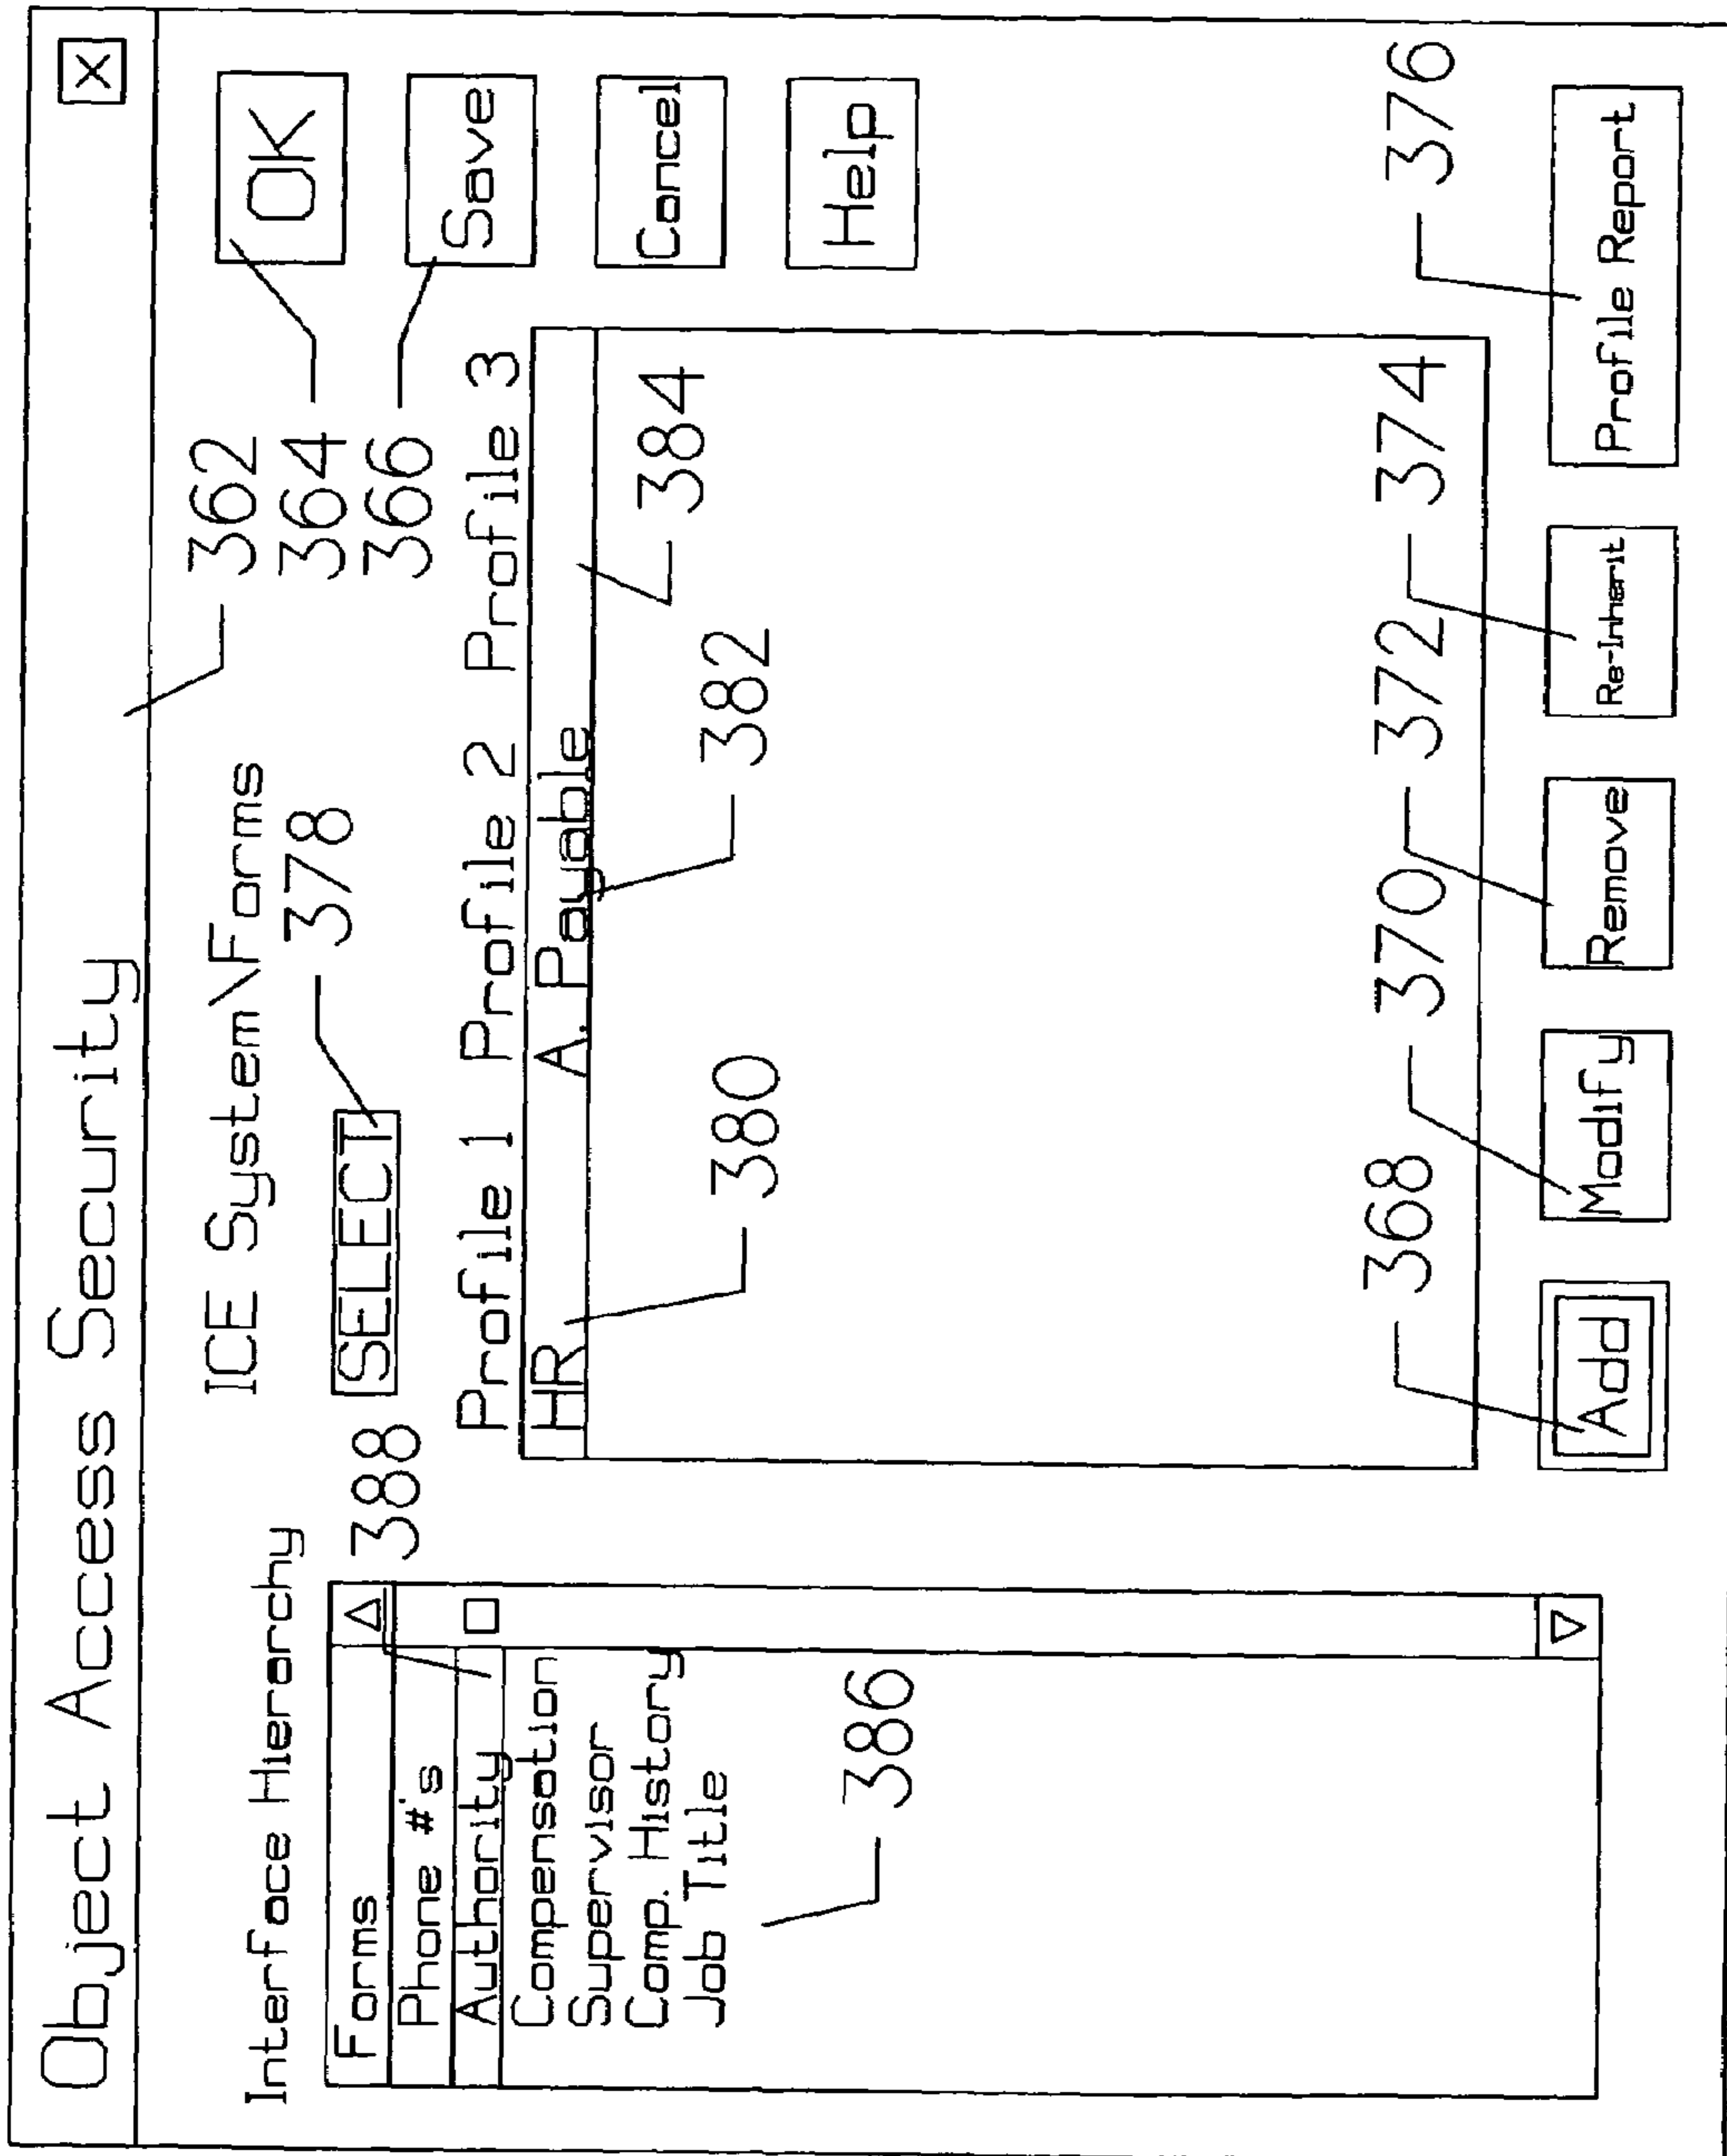 Object Access Security X
362
ICE System\Forms
OK
364
SELECT 378
366
Save
Interface Hierarchy
388
Forms
Phone #'s
Authority
Compensation
Supervisor
Comp. History
Job Title
386
Profile 1 Profile 2 Profile 3
HR A. Payable
380 382 384
Cancel
Help
368 370 372 374 376
Add Modify Remove Re-Inherit Profile Report